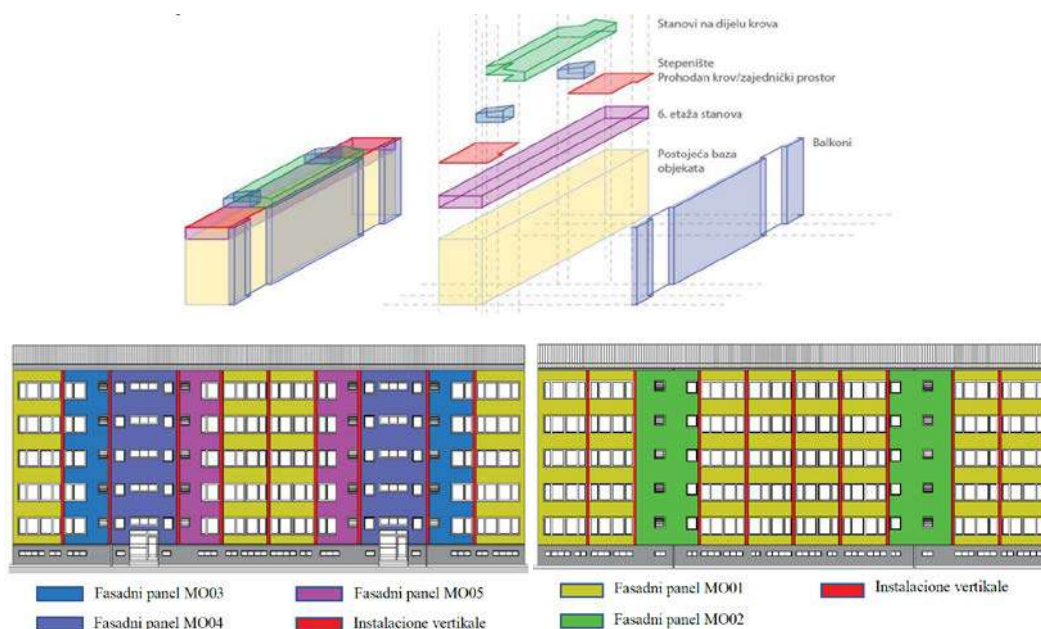 Stanovi na dijelu krova
Stepenište
Prohodan krov/zajednički prostor
6. etaža stanova
Postojeća baza
objekata
Balkoni
Fasadni panel MO03
Fasadni panel MO05
Fasadni panel MO04
Instalacione vertikale
Fasadni panel MO01
Instalacione vertikale
Fasadni panel MO02